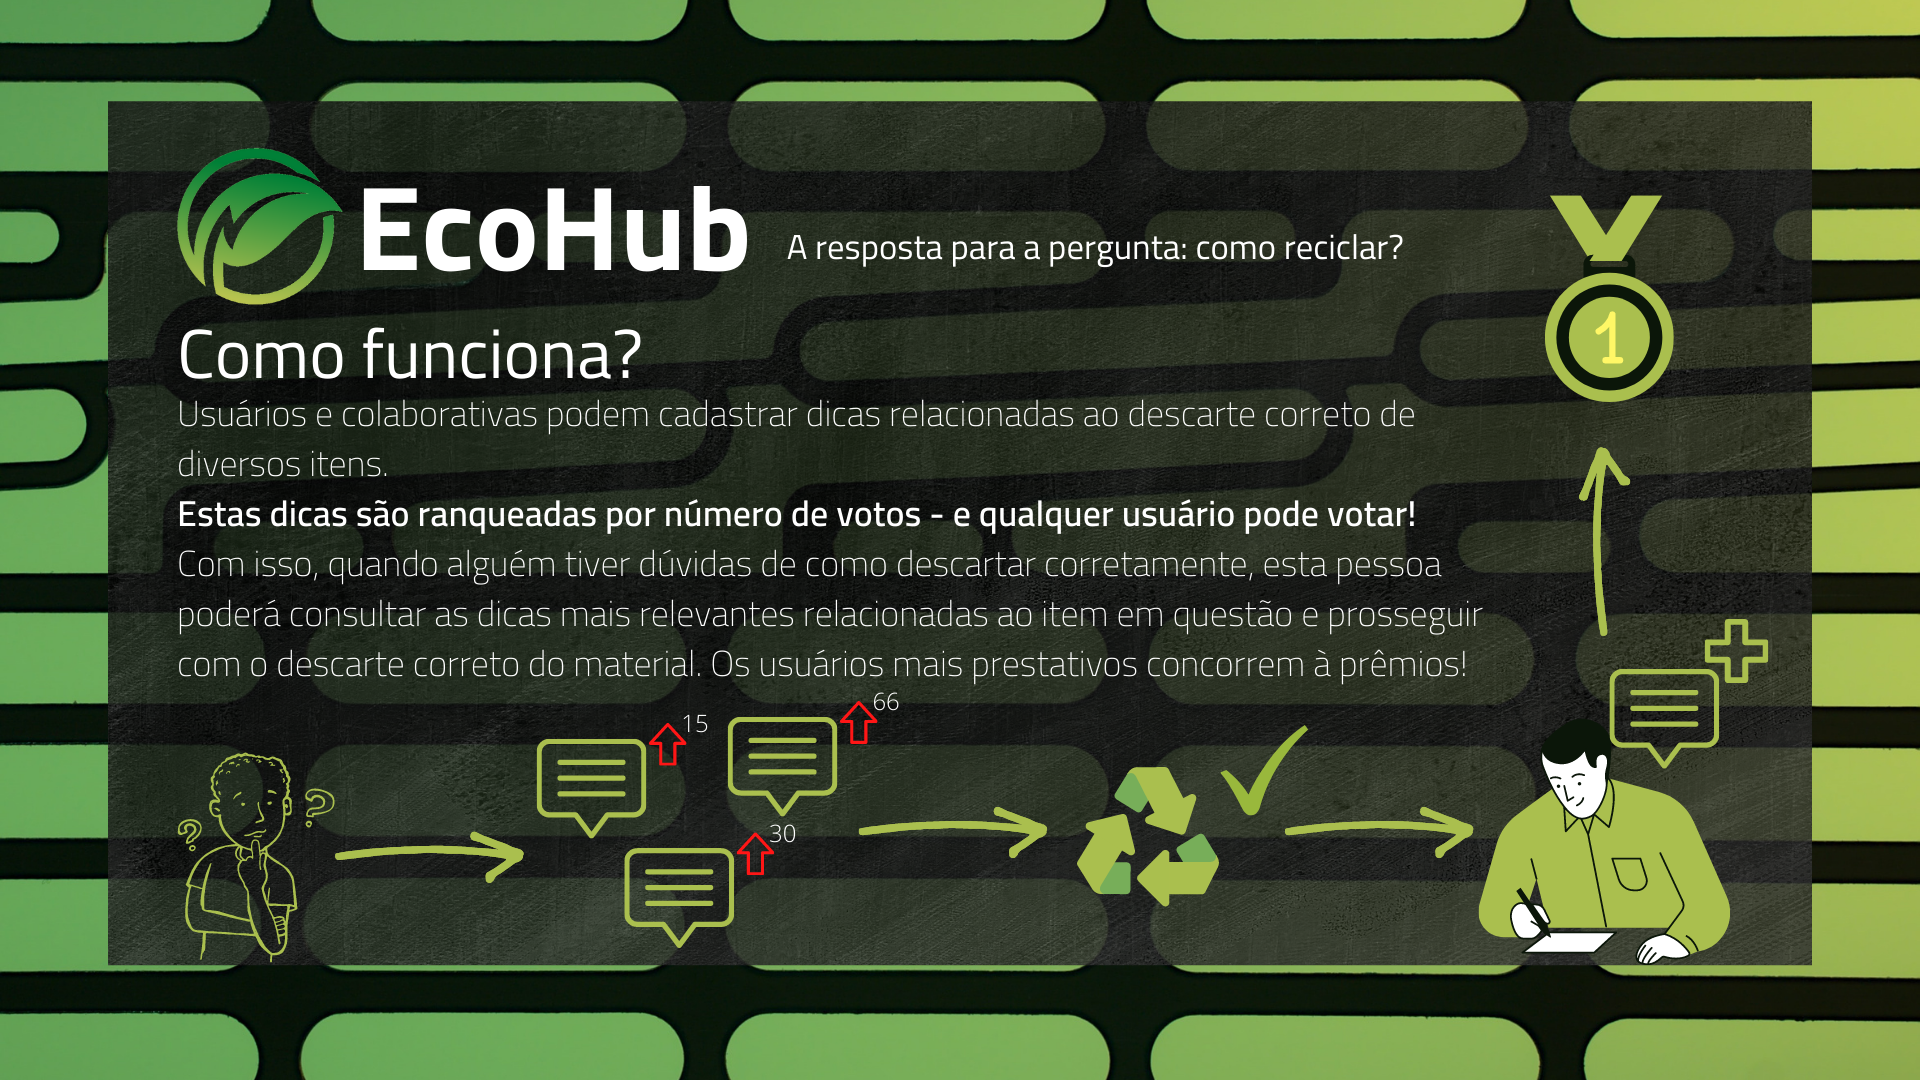 EcoHub
A resposta para a pergunta: como reciclar?
1
Como funciona?
Usuários e colaborativas podem cadastrar dicas relacionadas ao descarte correto de
diversos itens.
Estas dicas são ranqueadas por número de votos - e qualquer usuário pode votar!
Com isso, quando alguém tiver dúvidas de como descartar corretamente, esta pessoa
poderá consultar as dicas mais relevantes relacionadas ao item em questão e prosseguir
com o descarte correto do material. Os usuários mais prestativos concorrem à prêmios!
15
66
30
?
?